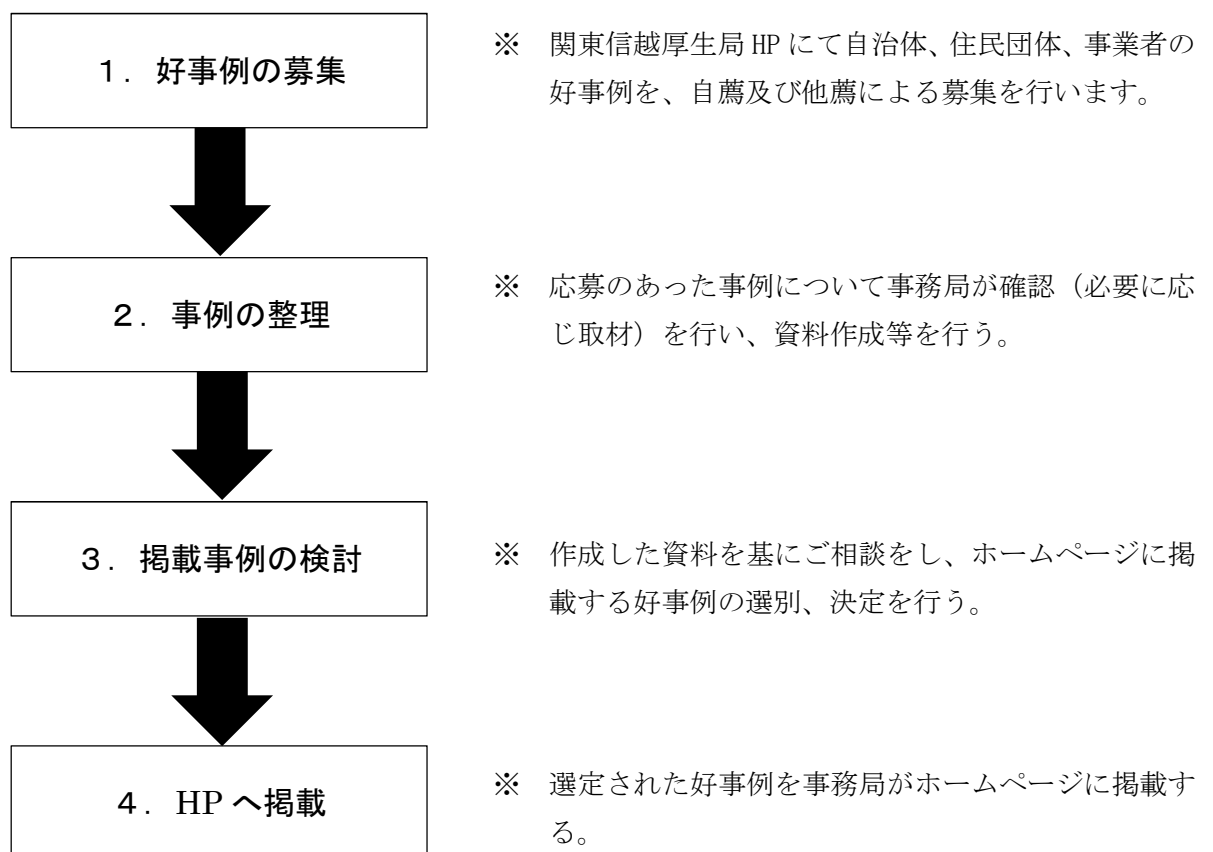 １．好事例の募集
※　関東信越厚生局 HP にて自治体、住民団体、事業者の
好事例を、自薦及び他薦による募集を行います。
２．事例の整理
※　応募のあった事例について事務局が確認（必要に応
じ取材）を行い、資料作成等を行う。
３．掲載事例の検討
※　作成した資料を基にご相談をし、ホームページに掲
載する好事例の選別、決定を行う。
４．HP へ掲載
※　選定された好事例を事務局がホームページに掲載す
る。